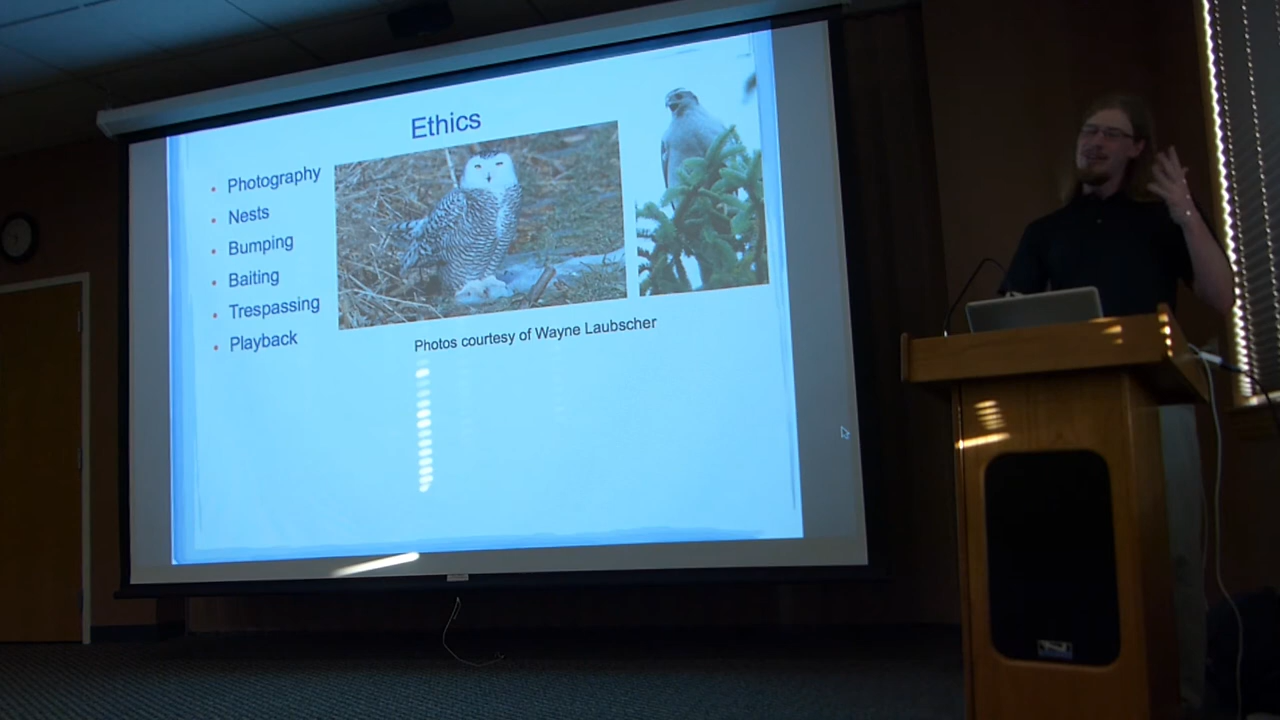 Ethics
Photography
Nests
Bumping
Baiting
Trespassing
Playback
Photos courtesy of Wayne Laubscher